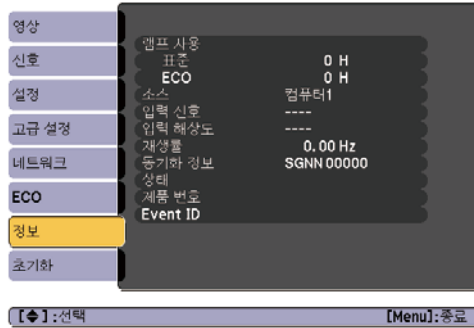 영상
신호
설정
고급 설정
네트워크
ECO
정보
초기화
램프 사용
표준 0 H
ECO 0 H
소스 컴퓨터1
입력 신호 ----
입력 해상도 ----
재생률 0.00 Hz
동기화 정보 SGNN 00000
상태
제품 번호
Event ID
[◆]:선택 [Menu]:종료